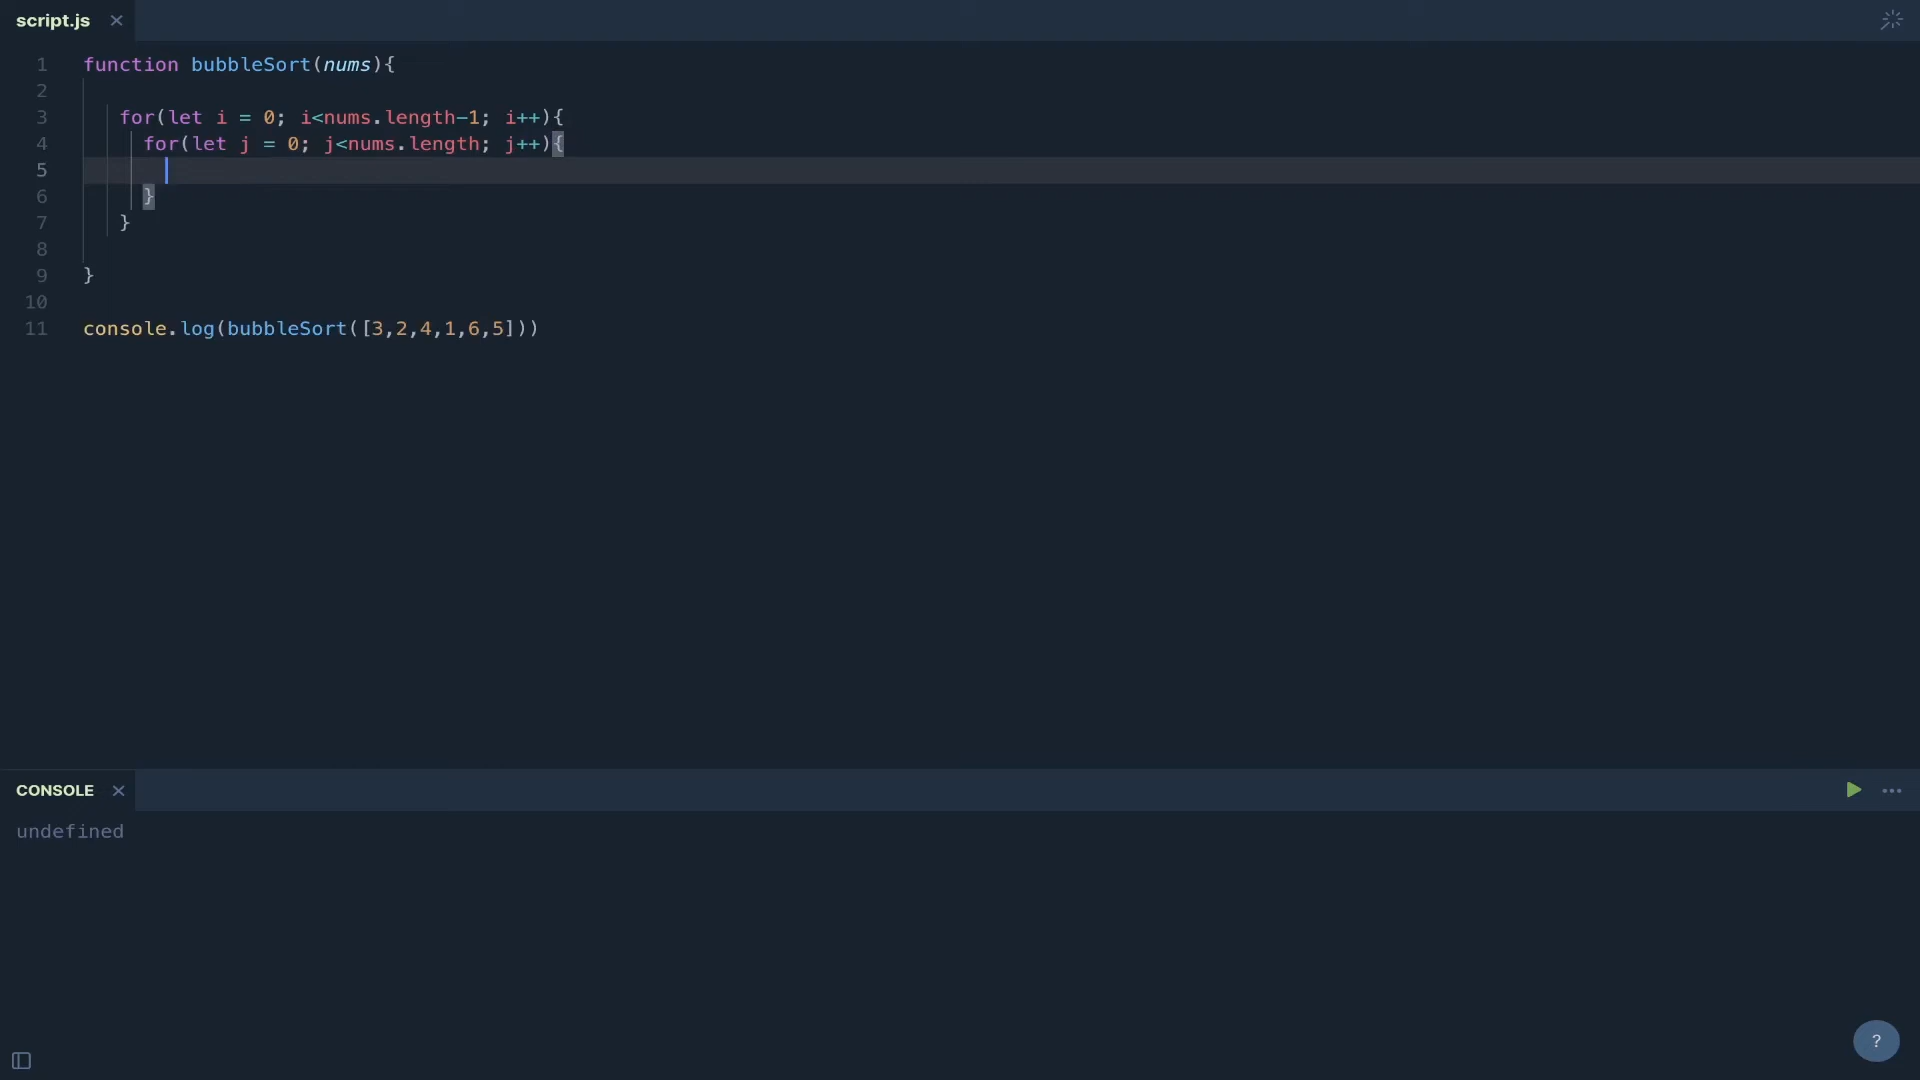 script.js ×
1 function bubbleSort(nums){
2
3 for(let i = 0; i<nums.length-1; i++){
4 for(let j = 0; j<nums.length; j++){
5
6 }
7 }
8
9 }
10
11 console.log(bubbleSort([3,2,4,1,6,5]))
CONSOLE ×
undefined
?